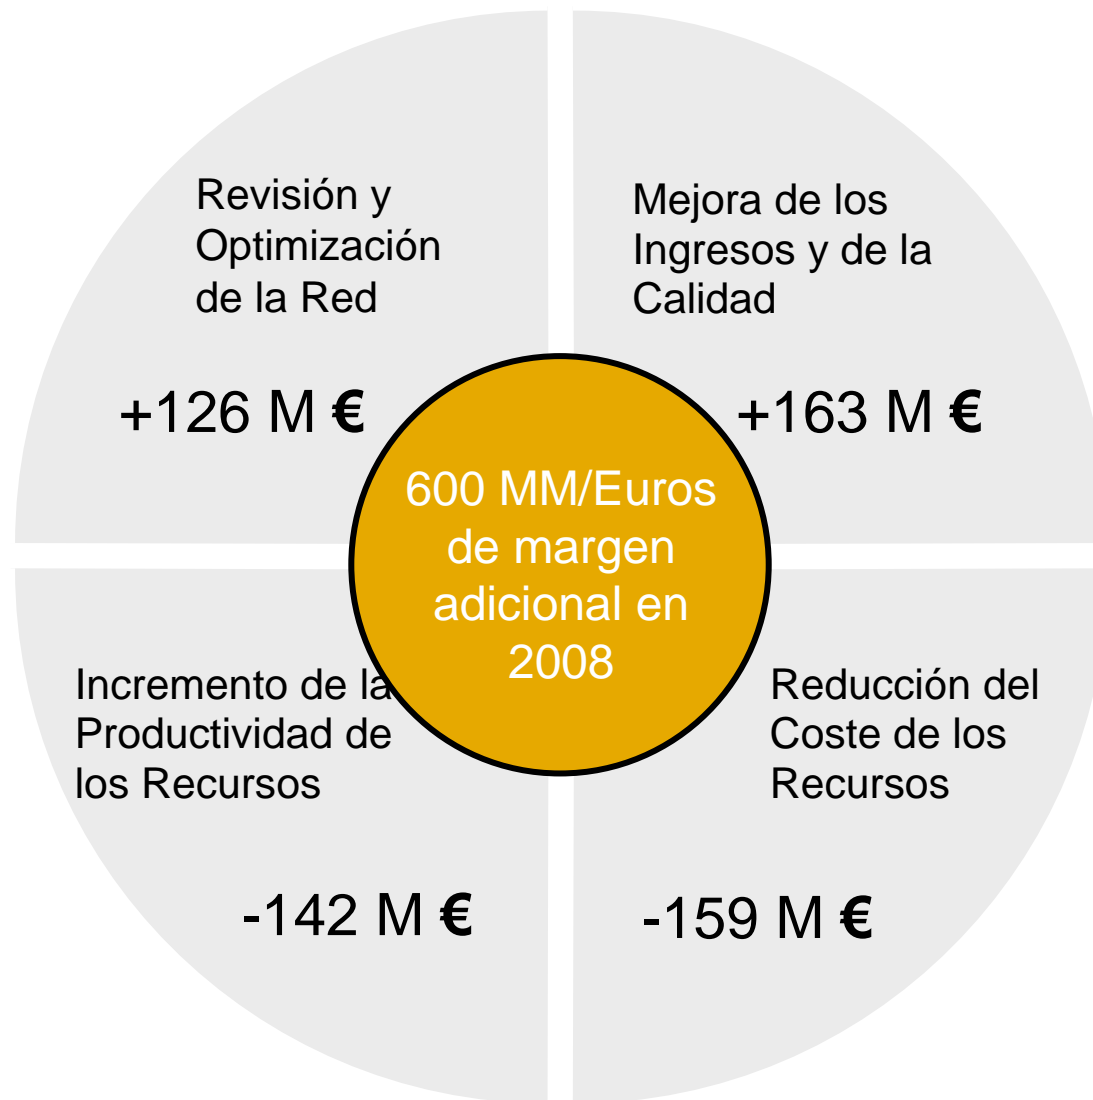 Revisión y
Optimización
de la Red
+126 M €
Mejora de los
Ingresos y de la
Calidad
+163 M €
600 MM/Euros
de margen
adicional en
2008
Incremento de la
Productividad de
los Recursos
-142 M €
Reducción del
Coste de los
Recursos
-159 M €